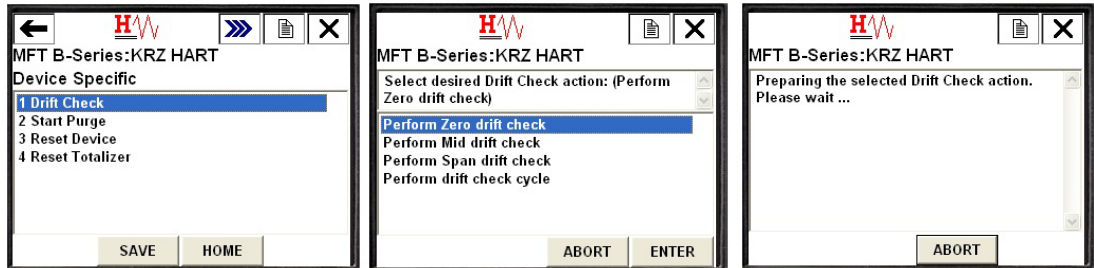 H
MFT B-Series:KRZ HART
Device Specific
1 Drift Check
2 Start Purge
3 Reset Device
4 Reset Totalizer
SAVE
HOME
H
MFT B-Series:KRZ HART
Select desired Drift Check action: (Perform
Zero drift check)
Perform Zero drift check
Perform Mid drift check
Perform Span drift check
Perform drift check cycle
ABORT
ENTER
H
MFT B-Series:KRZ HART
Preparing the selected Drift Check action.
Please wait ...
ABORT